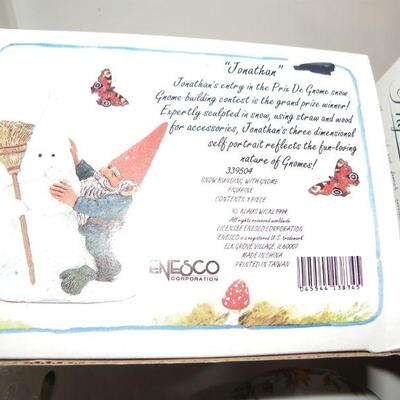 "Jonathan"
Jonathan's entry in the Prix De Gnome snow
Gnome building contest is the grand prize winner!
Expertly sculpted in snow, using straw and wood
for accessories, Jonathan's three dimensional
self portrait reflects the fun-loving
nature of Gnomes!
339504
SNOW BUILDING WITH GNOME
FIGURINE
CONTENTS: 1 PIECE
© KLAUS WICKL 1994
All rights reserved worldwide
LICENSEE ENESCO CORPORATION
ENESCO is a registered U.S. trademark
ELK GROVE VILLAGE, IL 60007
MADE IN CHINA
PRINTED IN TAIWAN
ENESCO
CORPORATION